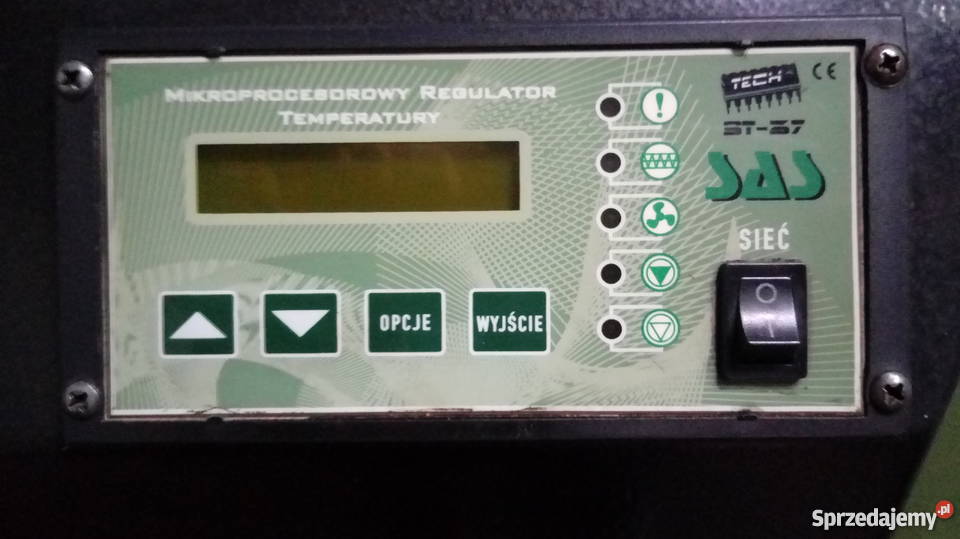 MIKROPROCESOROWY REGULATOR
TEMPERATURY
TECH
CE
ST-37
SAS
SIEĆ
OPCJE
WYJŚCIE
Sprzedajemy.pl